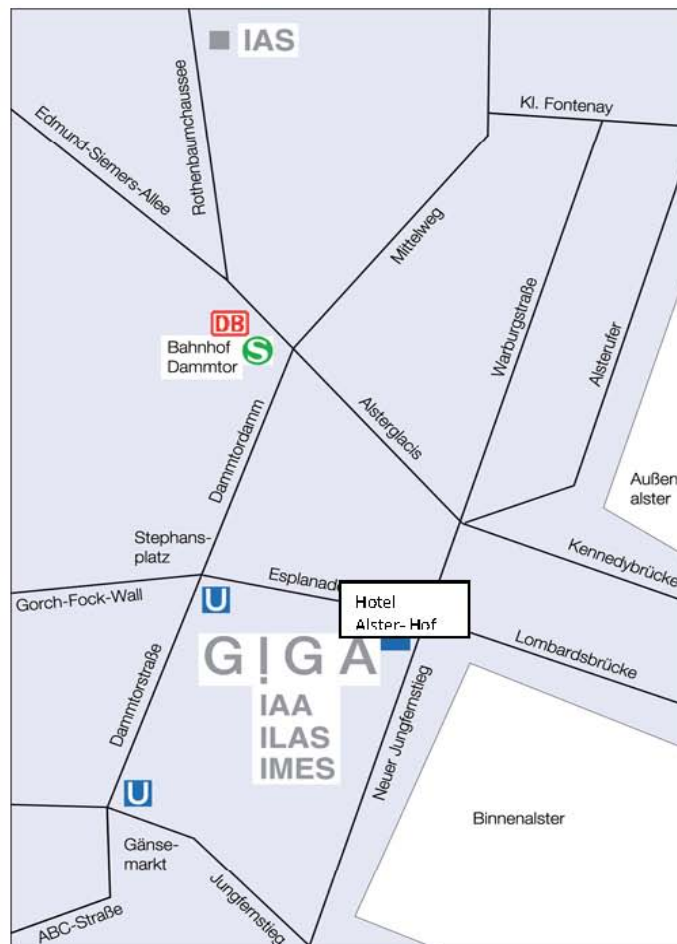 IAS
Kl. Fontenay
Edmund-Siemers-Allee
Rothenbaumchaussee
Mittelweg
Warburgstraße
Alsterufer
DB
Bahnhof
Dammtor
S
Alsterglacis
Dammtordamm
Außen
alster
Stephans-
platz
Kennedybrücke
Esplanade
Gorch-Fock-Wall
U
Hotel
Alster-Hof
G!GA
Lombardsbrücke
IAA
ILAS
IMES
Dammtorstraße
Neuer Jungfernstieg
U
Binnenalster
Gänse-
markt
Jungfernstieg
ABC-Straße